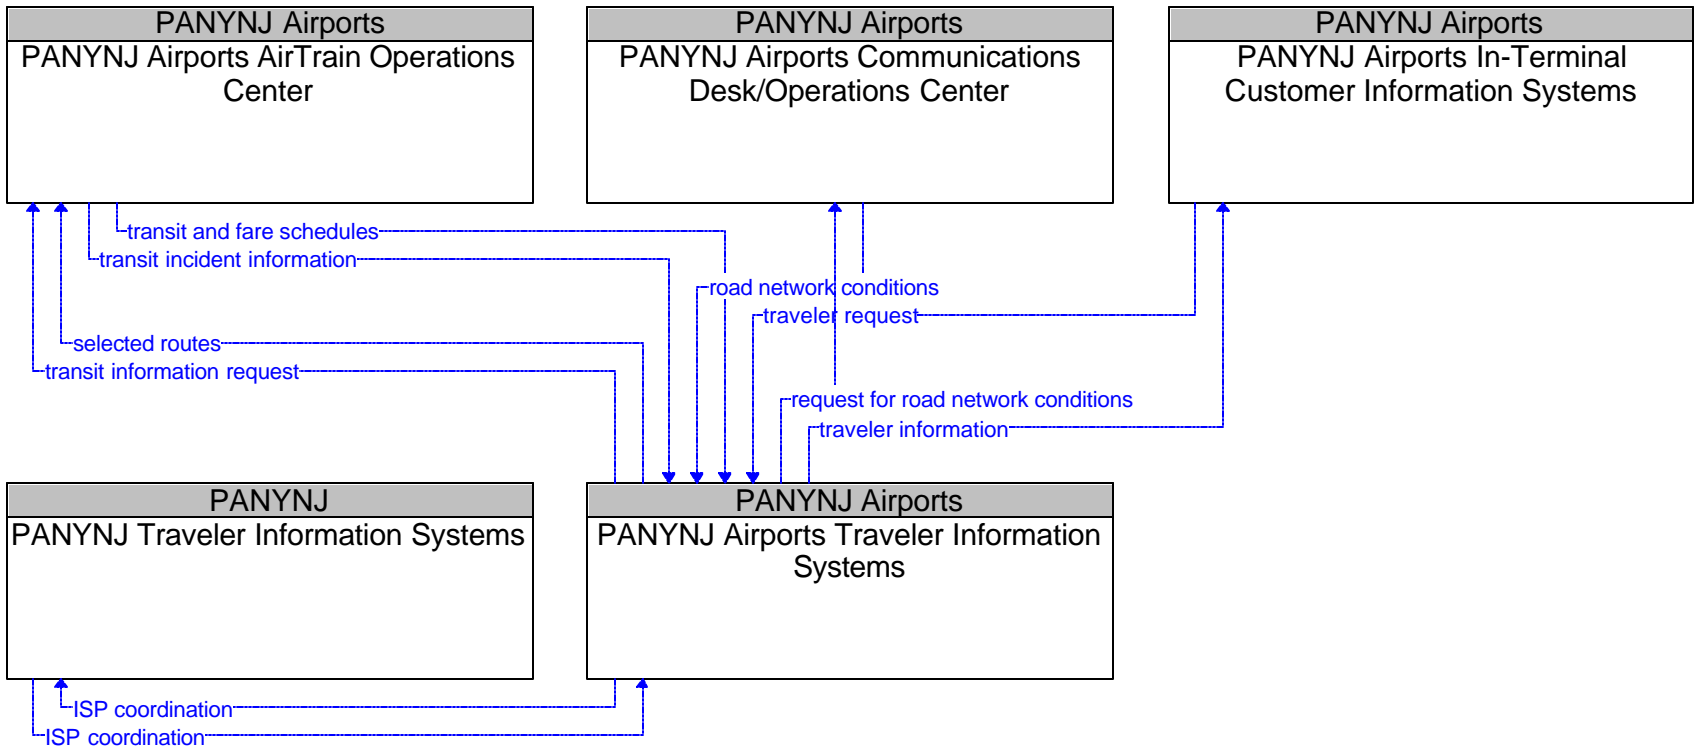 PANYNJ Airports
PANYNJ Airports AirTrain Operations
Center
PANYNJ Airports
PANYNJ Airports Communications
Desk/Operations Center
PANYNJ Airports
PANYNJ Airports In-Terminal
Customer Information Systems
transit and fare schedules
transit incident information
road network conditions
traveler request
selected routes
transit information request
request for road network conditions
traveler information
PANYNJ
PANYNJ Traveler Information Systems
PANYNJ Airports
PANYNJ Airports Traveler Information
Systems
ISP coordination
ISP coordination